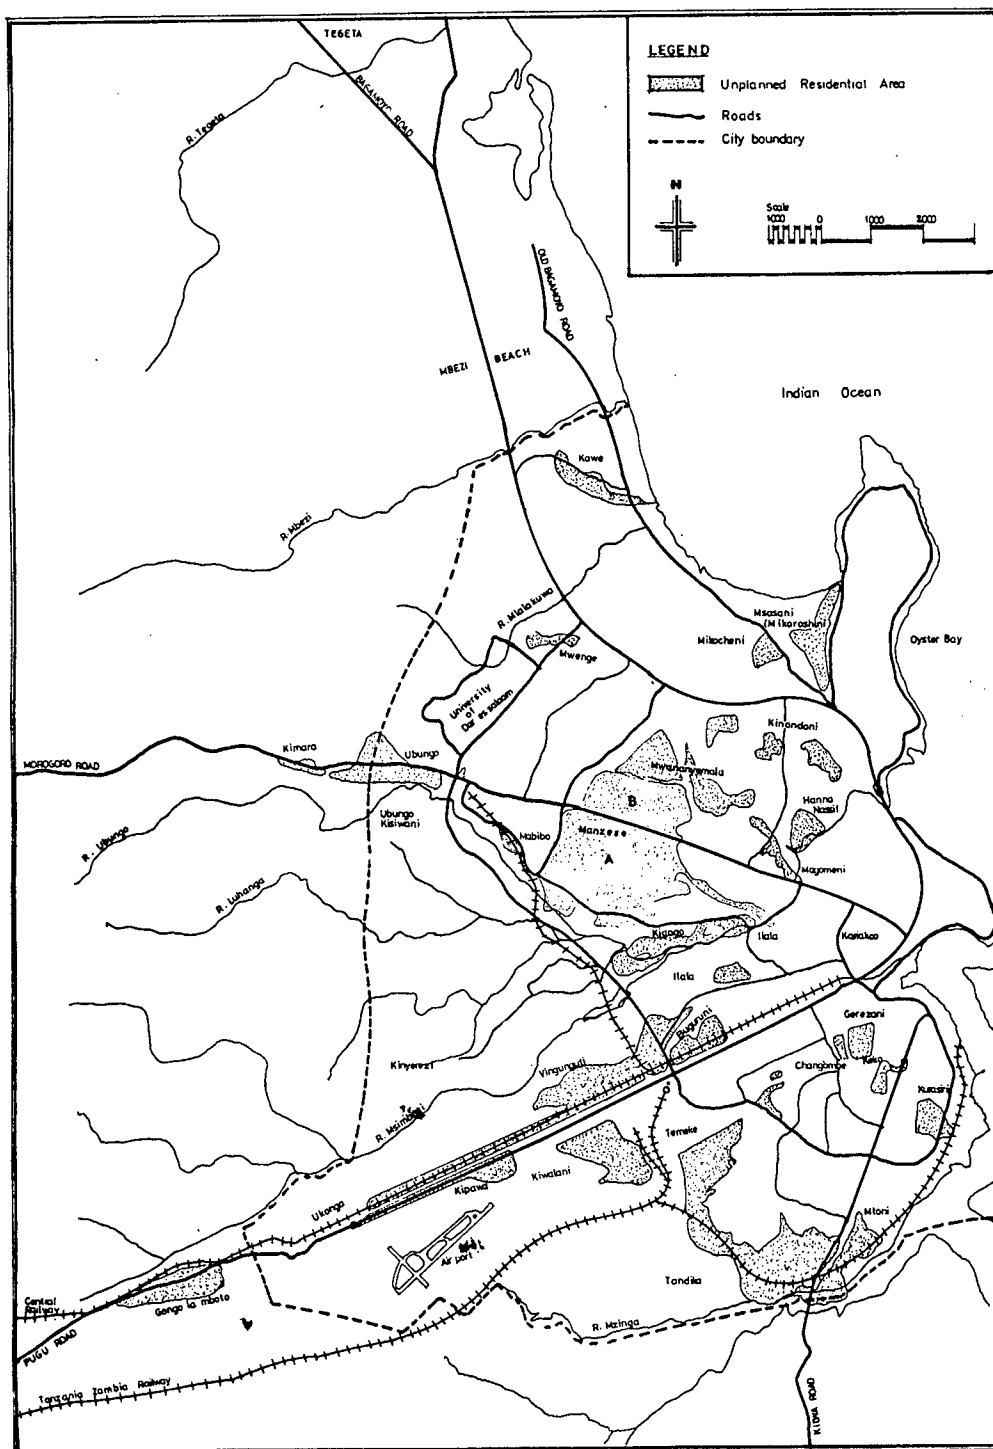 TEGETA
LEGEND
Unplanned Residential Area
Roads
City boundary
N
Scale
1000 0 1000 2000
BAGAMOYO ROAD
R. Tegeta
OLD BAGAMOYO ROAD
MBEZI BEACH
Indian Ocean
Kawe
R. Mbezi
R. Mlalakuwa
Msasani
(Mikoroshini)
Mikocheni
Oyster Bay
Mwenge
University
of
Dar es salaam
Kinondoni
Kimara
Ubungo
MOROGORO ROAD
Mwananyamala
B
Hanna
Nassif
Ubungo
Kisiwani
Manzese
Mabibo
R. Ubungo
A
Magomeni
R. Luhanga
Kigogo
Ilala
Kariakoo
Ilala
Gerezani
Buguruni
Kinyerezi
Vingunguti
Changombe
Keko
Kurasini
R. Msimbazi
Temeke
Kiwalani
Kipawa
Ukonga
Mtoni
Air port
Tandika
Gongo la mboto
Central
Railway
R. Mzinga
PUGU ROAD
Tanzania Zambia Railway